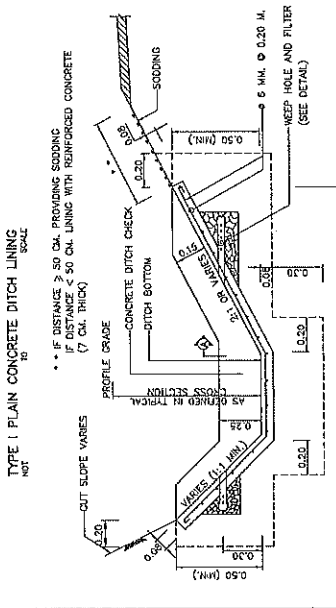 TYPE 1 PLAIN CONCRETE DITCH LINING
NOT TO SCALE
* * IF DISTANCE ≥ 50 CM. PROVIDING SODDING
IF DISTANCE < 50 CM. LINING WITH REINFORCED CONCRETE
(7 CM. THICK)
CUT SLOPE VARIES
PROFILE GRADE
CONCRETE DITCH CHECK
DITCH BOTTOM
SODDING
* *
0.20
0.08
0.20
0.08
0.15
AS DEFINED IN TYPICAL
CROSS SECTION
0.25
0.50 (MIN.)
0.50 (MIN.)
VARIES (1:1 MIN.)
2:1 OR VARIES
6 MM. @ 0.20 M.
WEEP HOLE AND FILTER
(SEE DETAIL)
0.30
0.20
0.20
0.08
0.30